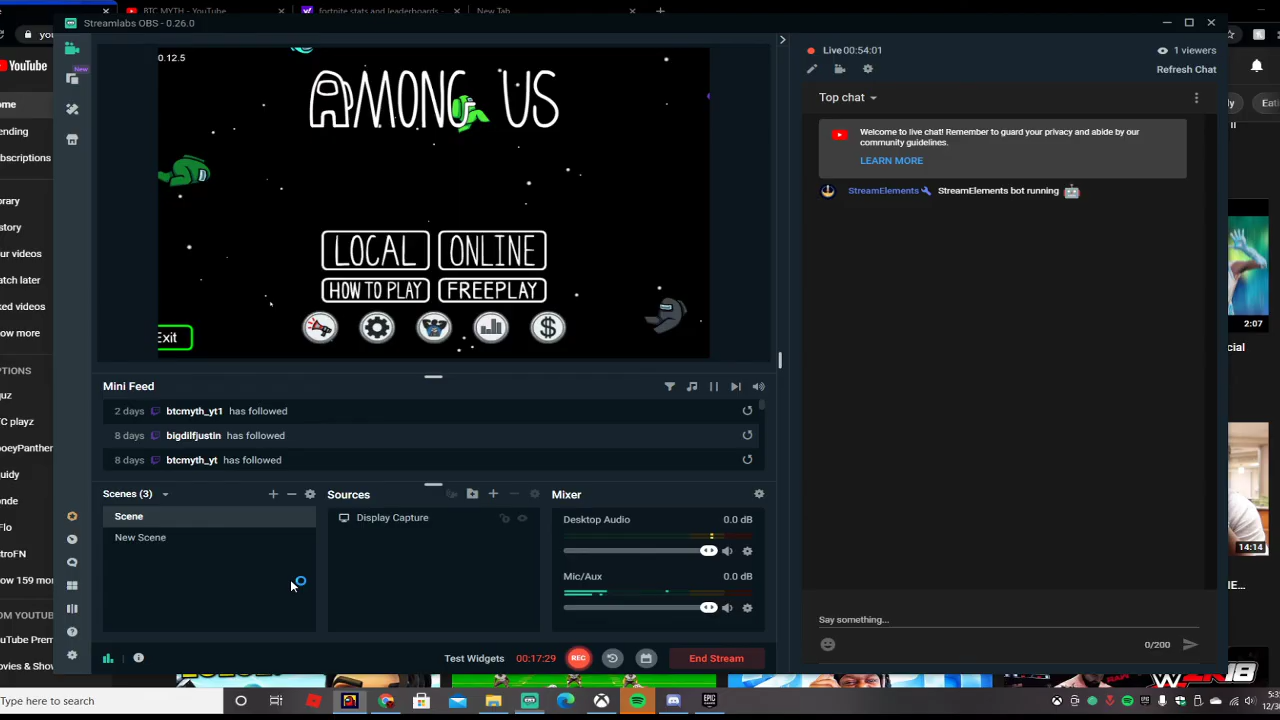 BTC MYTH - YouTube
fortnite stats and leaderboards -
New Tab
Streamlabs OBS - 0.26.0
Live 00:54:01
1 viewers
Refresh Chat
Top chat
Welcome to live chat! Remember to guard your privacy and abide by our
community guidelines.
LEARN MORE
StreamElements
StreamElements bot running
YouTube
New
0.12.5
AMONG US
LOCAL
ONLINE
HOW TO PLAY
FREEPLAY
$
Exit
2:07
14:14
Mini Feed
2 days btcmyth_yt1 has followed
8 days bigdilfjustin has followed
8 days btcmyth_yt has followed
Scenes (3)
Scene
New Scene
Sources
Display Capture
Mixer
Desktop Audio 0.0 dB
Mic/Aux 0.0 dB
Test Widgets 00:17:29 REC
End Stream
Say something...
0/200
Type here to search